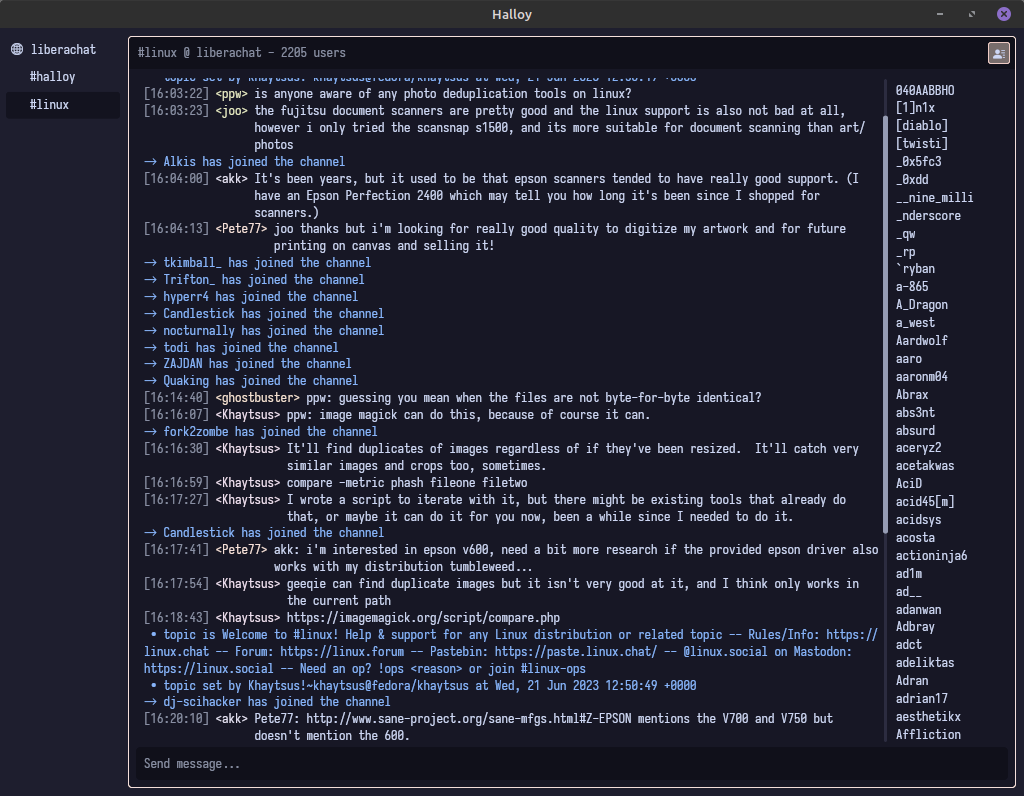 Halloy
liberachat
#halloy
#linux
#linux @ liberachat - 2205 users
topic set by Khaytsus!~khaytsus@fedora/khaytsus at Wed, 21 Jun 2023 12:50:49 +0000
[16:03:22] <ppw> is anyone aware of any photo deduplication tools on linux?
[16:03:23] <joo> the fujitsu document scanners are pretty good and the linux support is also not bad at all,
however i only tried the scansnap s1500, and its more suitable for document scanning than art/
photos
→ Alkis has joined the channel
[16:04:00] <akk> It's been years, but it used to be that epson scanners tended to have really good support. (I
have an Epson Perfection 2400 which may tell you how long it's been since I shopped for
scanners.)
[16:04:13] <Pete77> joo thanks but i'm looking for really good quality to digitize my artwork and for future
printing on canvas and selling it!
→ tkimball_ has joined the channel
→ Trifton_ has joined the channel
→ hyperr4 has joined the channel
→ Candlestick has joined the channel
→ nocturnally has joined the channel
→ todi has joined the channel
→ ZAJDAN has joined the channel
→ Quaking has joined the channel
[16:14:40] <ghostbuster> ppw: guessing you mean when the files are not byte-for-byte identical?
[16:16:07] <Khaytsus> ppw: image magick can do this, because of course it can.
→ fork2zombe has joined the channel
[16:16:30] <Khaytsus> It'll find duplicates of images regardless of if they've been resized.  It'll catch very
similar images and crops too, sometimes.
[16:16:59] <Khaytsus> compare -metric phash fileone filetwo
[16:17:27] <Khaytsus> I wrote a script to iterate with it, but there might be existing tools that already do
that, or maybe it can do it for you now, been a while since I needed to do it.
→ Candlestick has joined the channel
[16:17:41] <Pete77> akk: i'm interested in epson v600, need a bit more research if the provided epson driver also
works with my distribution tumbleweed...
[16:17:54] <Khaytsus> geeqie can find duplicate images but it isn't very good at it, and I think only works in
the current path
[16:18:43] <Khaytsus> https://imagemagick.org/script/compare.php
• topic is Welcome to #linux! Help & support for any Linux distribution or related topic -- Rules/Info: https://
linux.chat -- Forum: https://linux.forum -- Pastebin: https://paste.linux.chat/ -- @linux.social on Mastodon:
https://linux.social -- Need an op? !ops <reason> or join #linux-ops
• topic set by Khaytsus!~khaytsus@fedora/khaytsus at Wed, 21 Jun 2023 12:50:49 +0000
→ dj-scihacker has joined the channel
[16:20:10] <akk> Pete77: http://www.sane-project.org/sane-mfgs.html#Z-EPSON mentions the V700 and V750 but
doesn't mention the 600.
Send message...
040AABBHO
[1]n1x
[diablo]
[twisti]
_0x5fc3
_0xdd
__nine_milli
_nderscore
_qw
_rp
`ryban
a-865
A_Dragon
a_west
Aardwolf
aaro
aaronm04
Abrax
abs3nt
absurd
aceryz2
acetakwas
AciD
acid45[m]
acidsys
acosta
actioninja6
ad1m
ad__
adanwan
Adbray
adct
adeliktas
Adran
adrian17
aesthetikx
Affliction